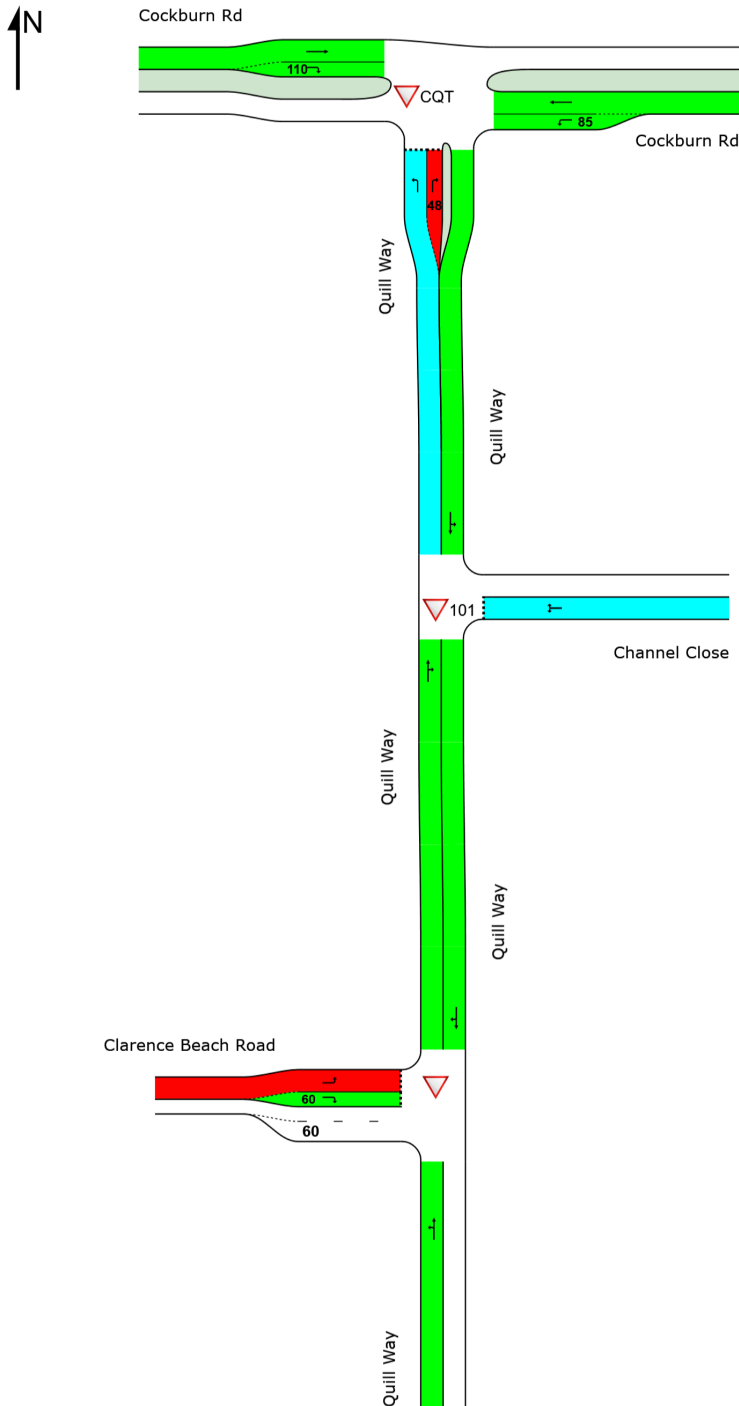 N
Cockburn Rd
110
CQT
85
Cockburn Rd
48
Quill Way
Quill Way
101
Channel Close
Quill Way
Quill Way
Clarence Beach Road
60
60
Quill Way